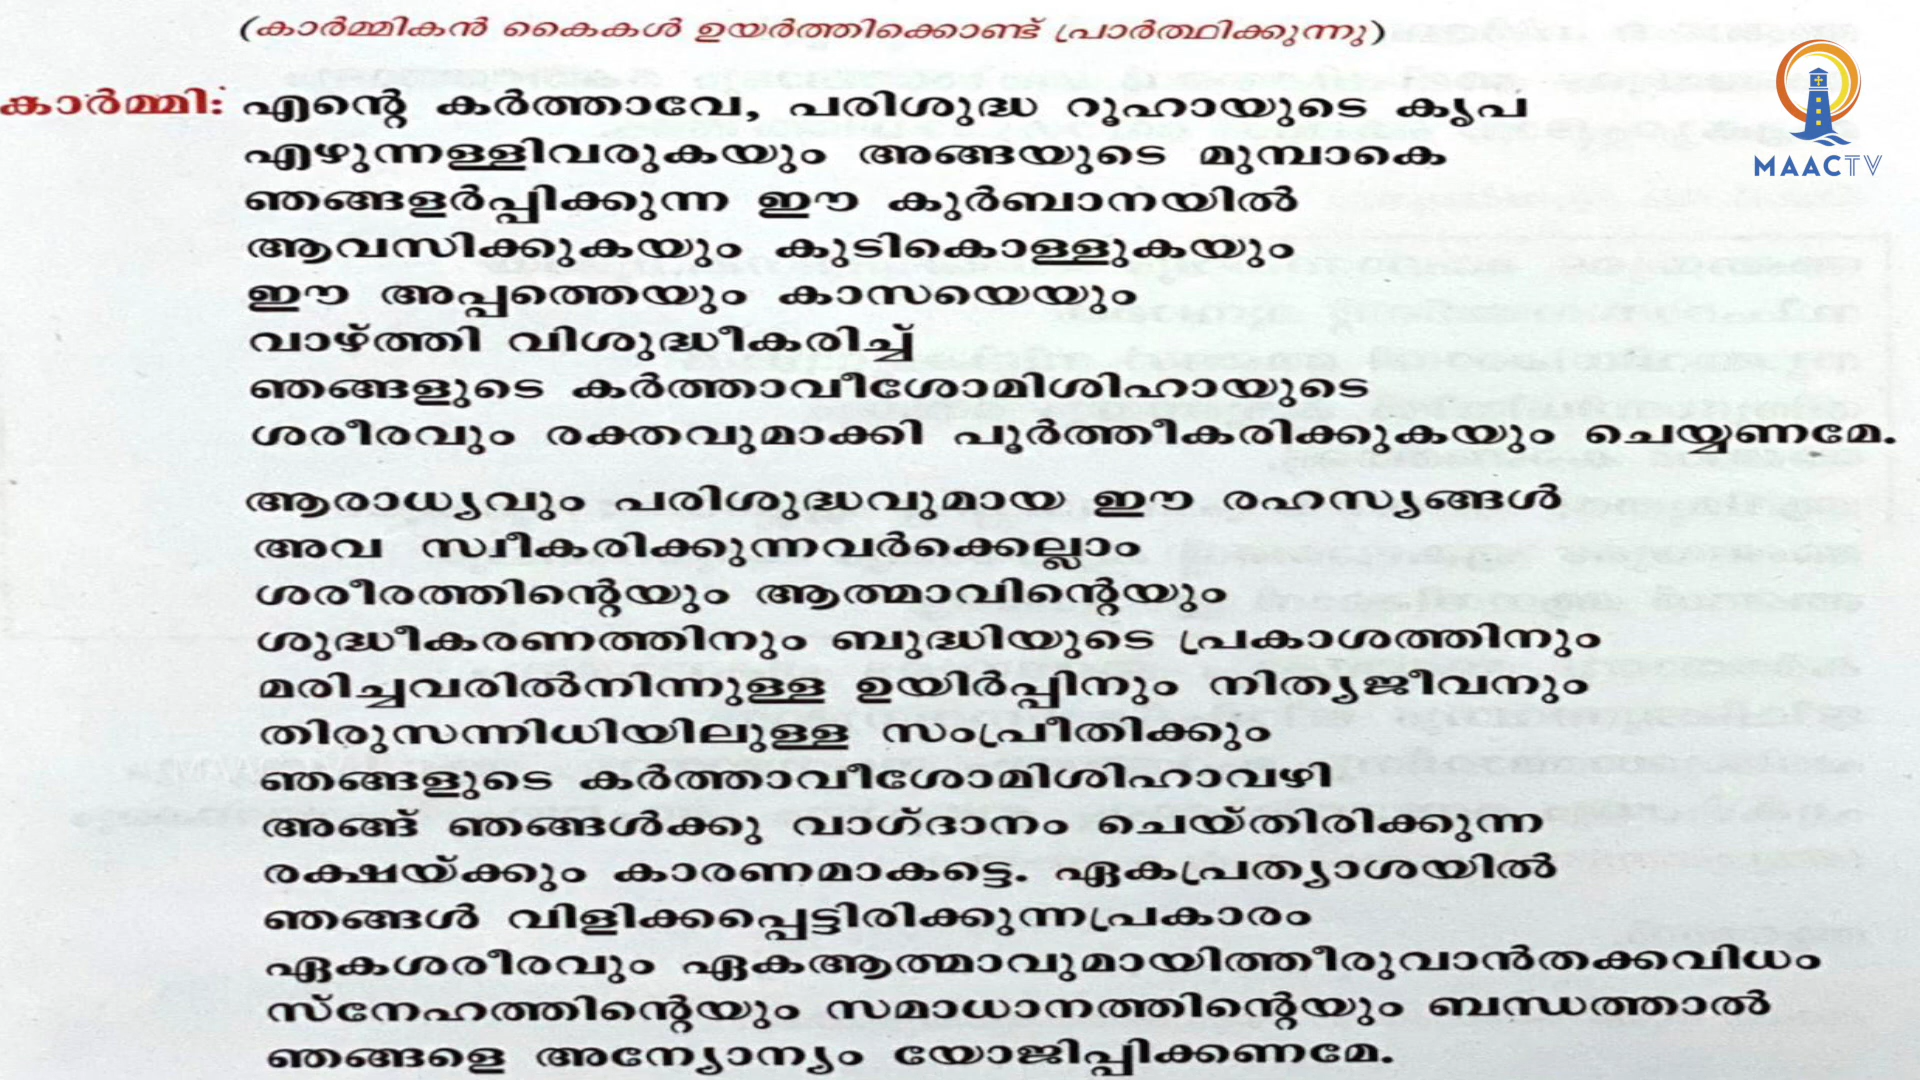 (കാർമ്മികൻ കൈകൾ ഉയർത്തിക്കൊണ്ട് പ്രാർത്ഥിക്കുന്നു)
കാർമ്മി: എന്റെ കർത്താവേ, പരിശുദ്ധ റൂഹായുടെ കൃപ
എഴുന്നള്ളിവരുകയും അങ്ങയുടെ മുമ്പാകെ
ഞങ്ങളർപ്പിക്കുന്ന ഈ കുർബാനയിൽ
ആവസിക്കുകയും കുടികൊള്ളുകയും
ഈ അപ്പത്തെയും കാസയെയും
വാഴ്ത്തി വിശുദ്ധീകരിച്ച്
ഞങ്ങളുടെ കർത്താവീശോമിശിഹായുടെ
ശരീരവും രക്തവുമാക്കി പൂർത്തീകരിക്കുകയും ചെയ്യണമേ.
ആരാധ്യവും പരിശുദ്ധവുമായ ഈ രഹസ്യങ്ങൾ
അവ സ്വീകരിക്കുന്നവർക്കെല്ലാം
ശരീരത്തിന്റെയും ആത്മാവിന്റെയും
ശുദ്ധീകരണത്തിനും ബുദ്ധിയുടെ പ്രകാശത്തിനും
മരിച്ചവരിൽനിന്നുള്ള ഉയിർപ്പിനും നിത്യജീവനും
തിരുസന്നിധിയിലുള്ള സംപ്രീതിക്കും
ഞങ്ങളുടെ കർത്താവീശോമിശിഹാവഴി
അങ്ങ് ഞങ്ങൾക്കു വാഗ്ദാനം ചെയ്തിരിക്കുന്ന
രക്ഷയ്ക്കും കാരണമാകട്ടെ. ഏകപ്രത്യാശയിൽ
ഞങ്ങൾ വിളിക്കപ്പെട്ടിരിക്കുന്നപ്രകാരം
ഏകശരീരവും ഏകആത്മാവുമായിത്തീരുവാൻതക്കവിധം
സ്നേഹത്തിന്റെയും സമാധാനത്തിന്റെയും ബന്ധത്താൽ
ഞങ്ങളെ അന്യോന്യം യോജിപ്പിക്കണമേ.
MAACTV